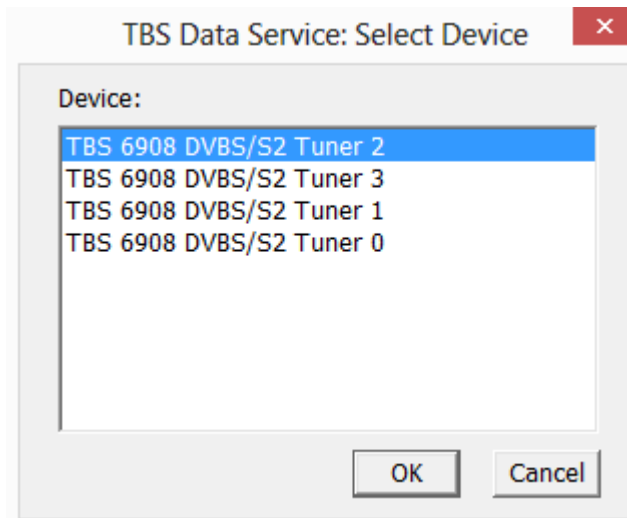 TBS Data Service: Select Device
Device:
TBS 6908 DVBS/S2 Tuner 2
TBS 6908 DVBS/S2 Tuner 3
TBS 6908 DVBS/S2 Tuner 1
TBS 6908 DVBS/S2 Tuner 0
OK Cancel